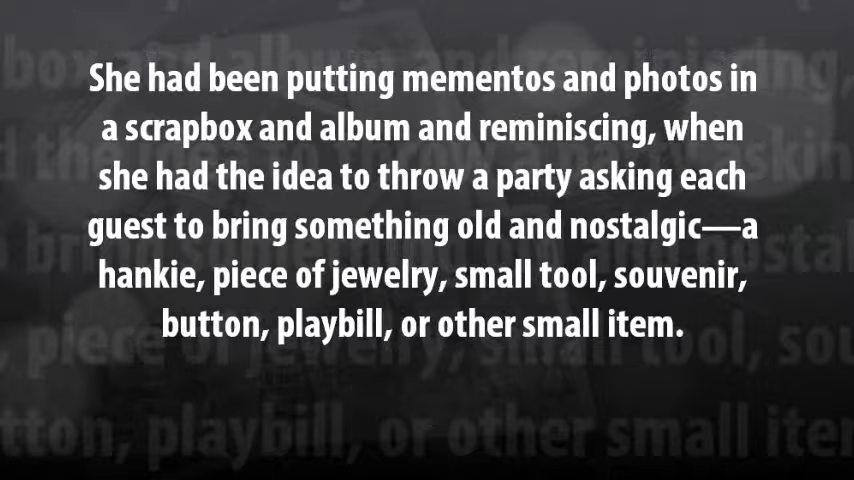 She had been putting mementos and photos in
a scrapbox and album and reminiscing, when
she had the idea to throw a party asking each
guest to bring something old and nostalgic—a
hankie, piece of jewelry, small tool, souvenir,
button, playbill, or other small item.